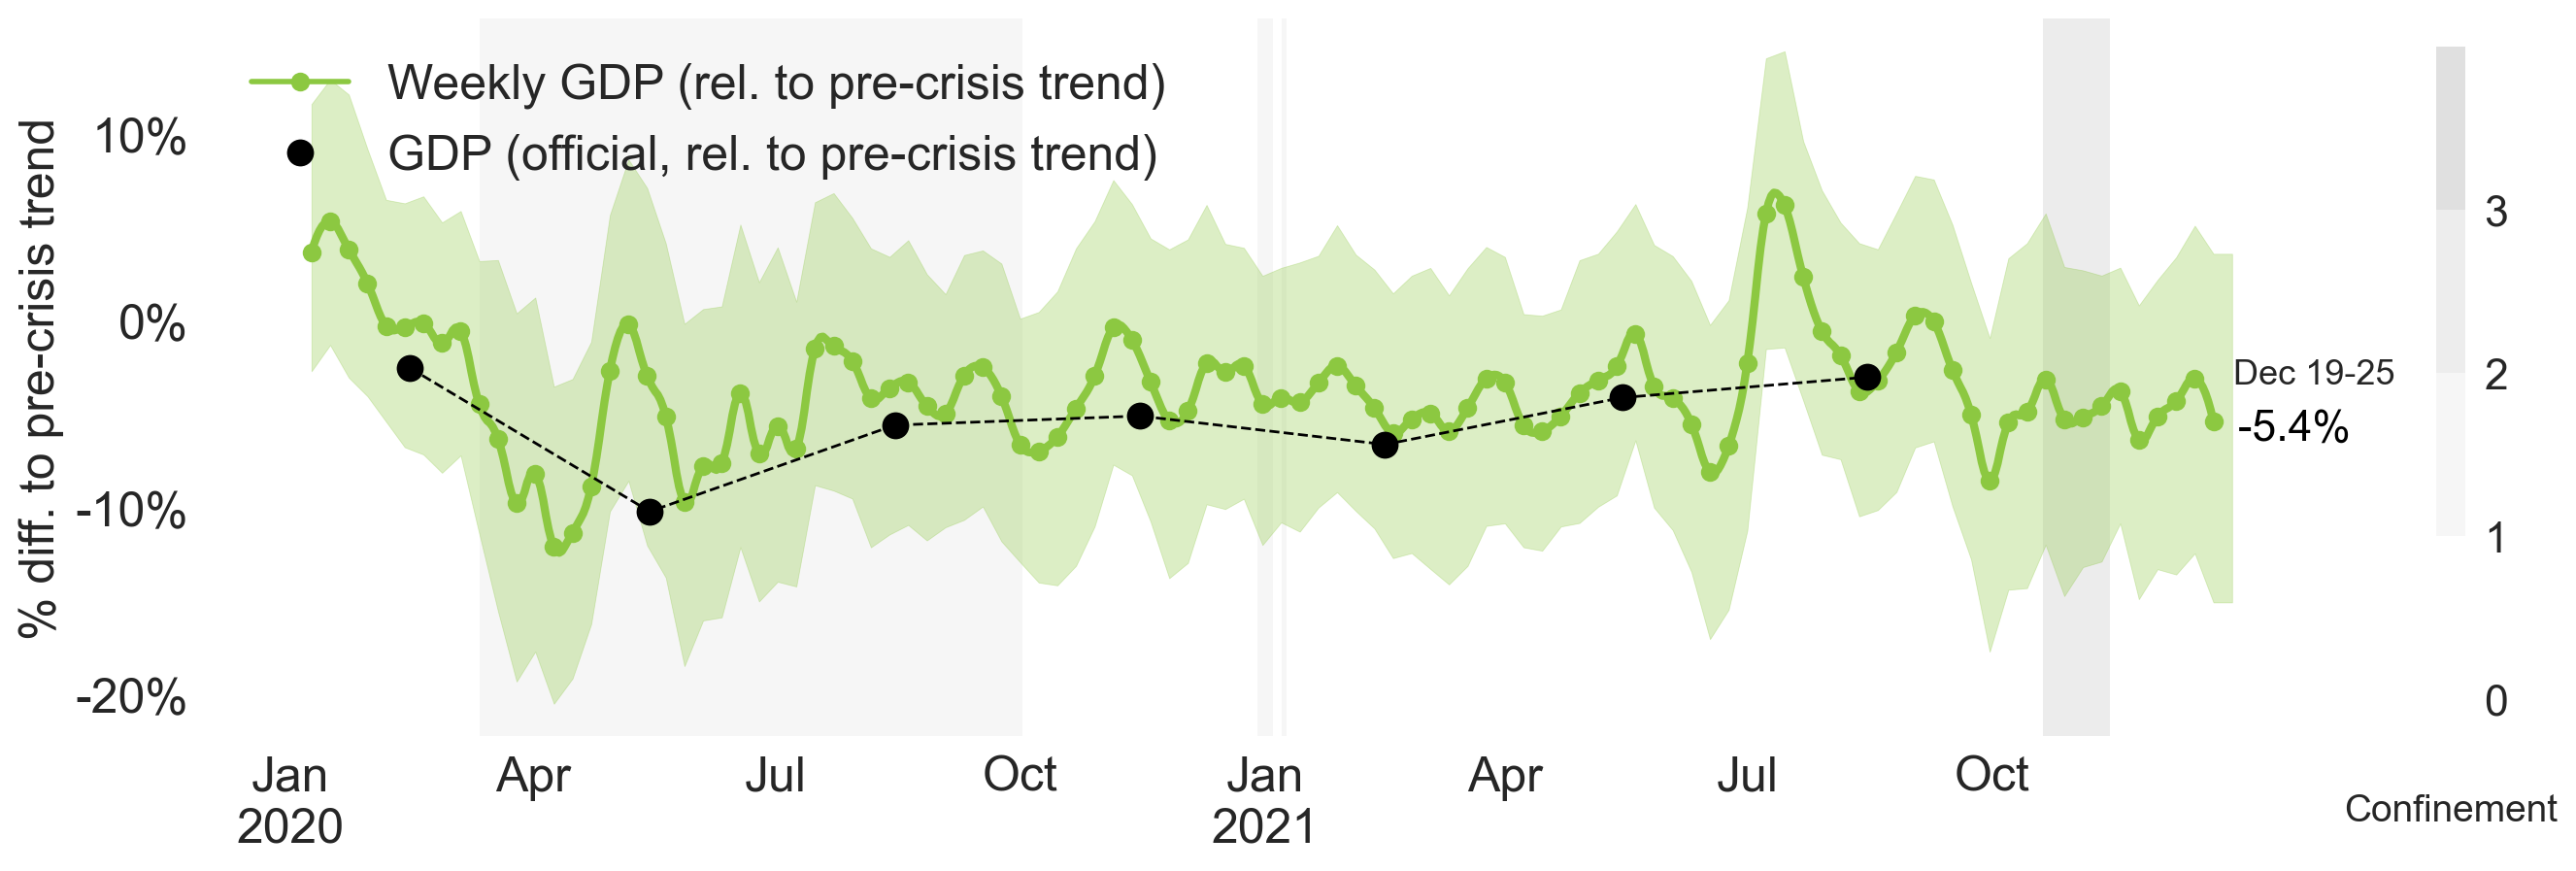 Weekly GDP (rel. to pre-crisis trend)
GDP (official, rel. to pre-crisis trend)
% diff. to pre-crisis trend
10%
0%
-10%
-20%
Jan
2020
Apr
Jul
Oct
Jan
2021
Apr
Jul
Oct
Dec 19-25
-5.4%
3
2
1
0
Confinement